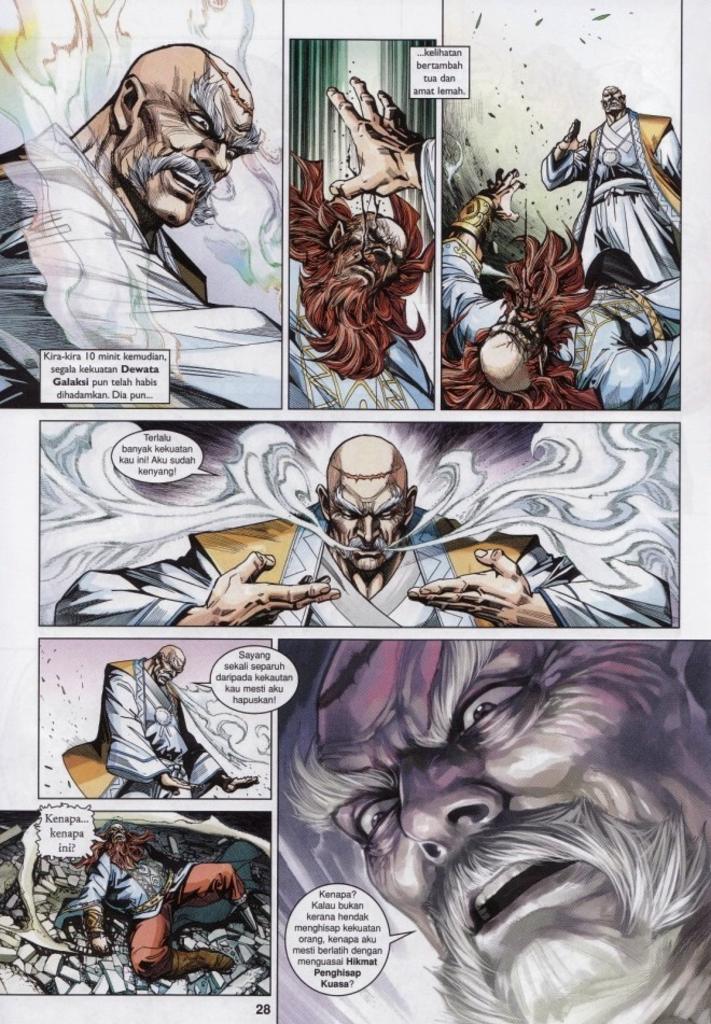 Kira-kira 10 minit kemudian,
segala kekuatan Dewata
Galaksi pun telah habis
dihadamkan. Dia pun...
...kelihatan
bertambah
tua dan
amat lemah.
Terlalu
banyak kekuatan
kau ini! Aku sudah
kenyang!
Sayang
sekali separuh
daripada kekautan
kau mesti aku
hapuskan!
Kenapa...
kenapa
ini?
Kenapa?
Kalau bukan
kerana hendak
menghisap kekuatan
orang, kenapa aku
mesti berlatih dengan
menguasai Hikmat
Penghisap
Kuasa?
28